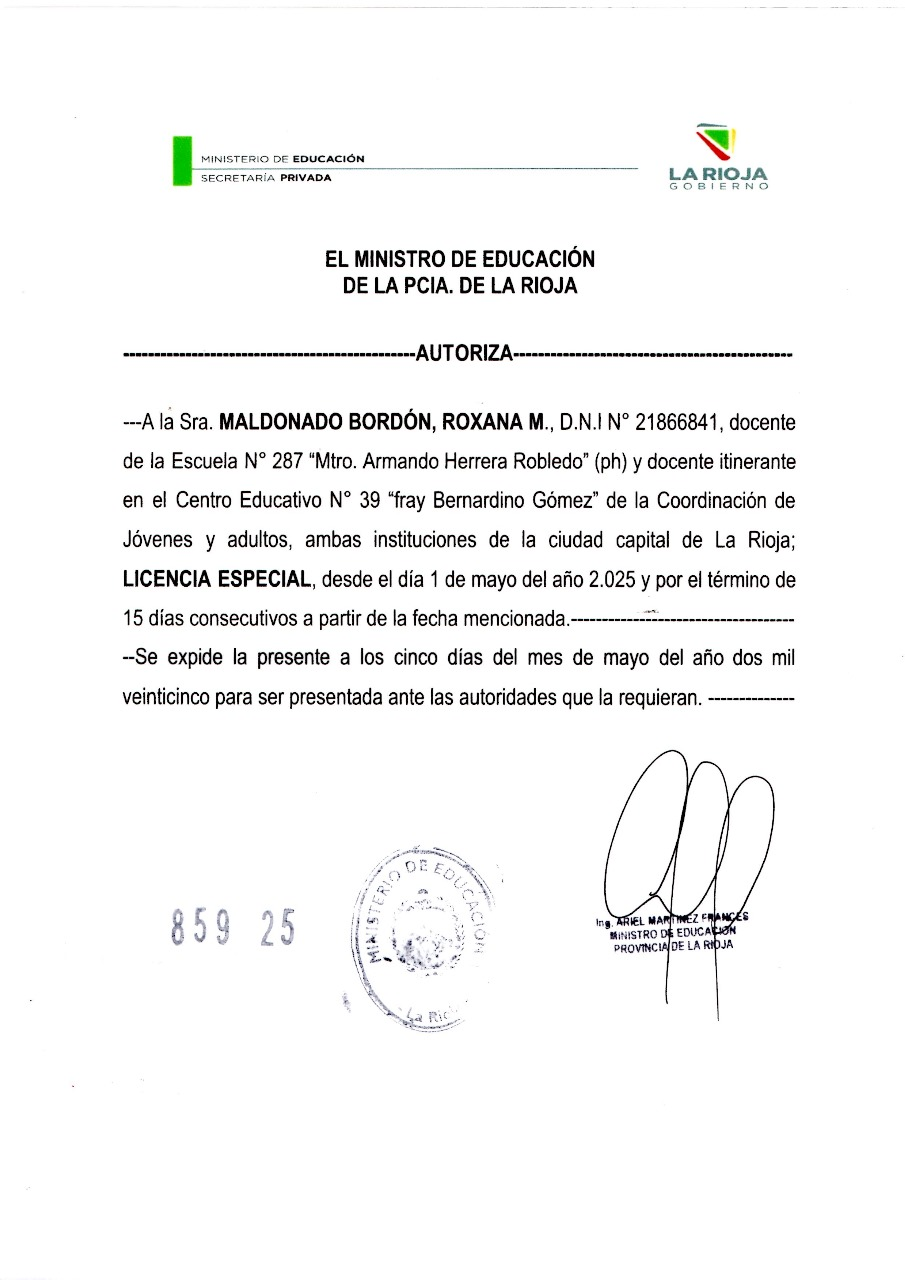 MINISTERIO DE EDUCACIÓN
SECRETARÍA PRIVADA
LA RIOJA
GOBIERNO
EL MINISTRO DE EDUCACIÓN
DE LA PCIA. DE LA RIOJA
-----------------------------------------------AUTORIZA---------------------------------------------
---A la Sra. MALDONADO BORDÓN, ROXANA M., D.N.I N° 21866841, docente
de la Escuela N° 287 “Mtro. Armando Herrera Robledo” (ph) y docente itinerante
en el Centro Educativo N° 39 “fray Bernardino Gómez” de la Coordinación de
Jóvenes y adultos, ambas instituciones de la ciudad capital de La Rioja;
LICENCIA ESPECIAL, desde el día 1 de mayo del año 2.025 y por el término de
15 días consecutivos a partir de la fecha mencionada.------------------------------------
--Se expide la presente a los cinco días del mes de mayo del año dos mil
veinticinco para ser presentada ante las autoridades que la requieran. --------------
859 25
MINISTERIO DE EDUCACIÓN
La
Ing. ARIEL MARTINEZ FRANCES
MINISTRO DE EDUCACIÓN
PROVINCIA DE LA RIOJA